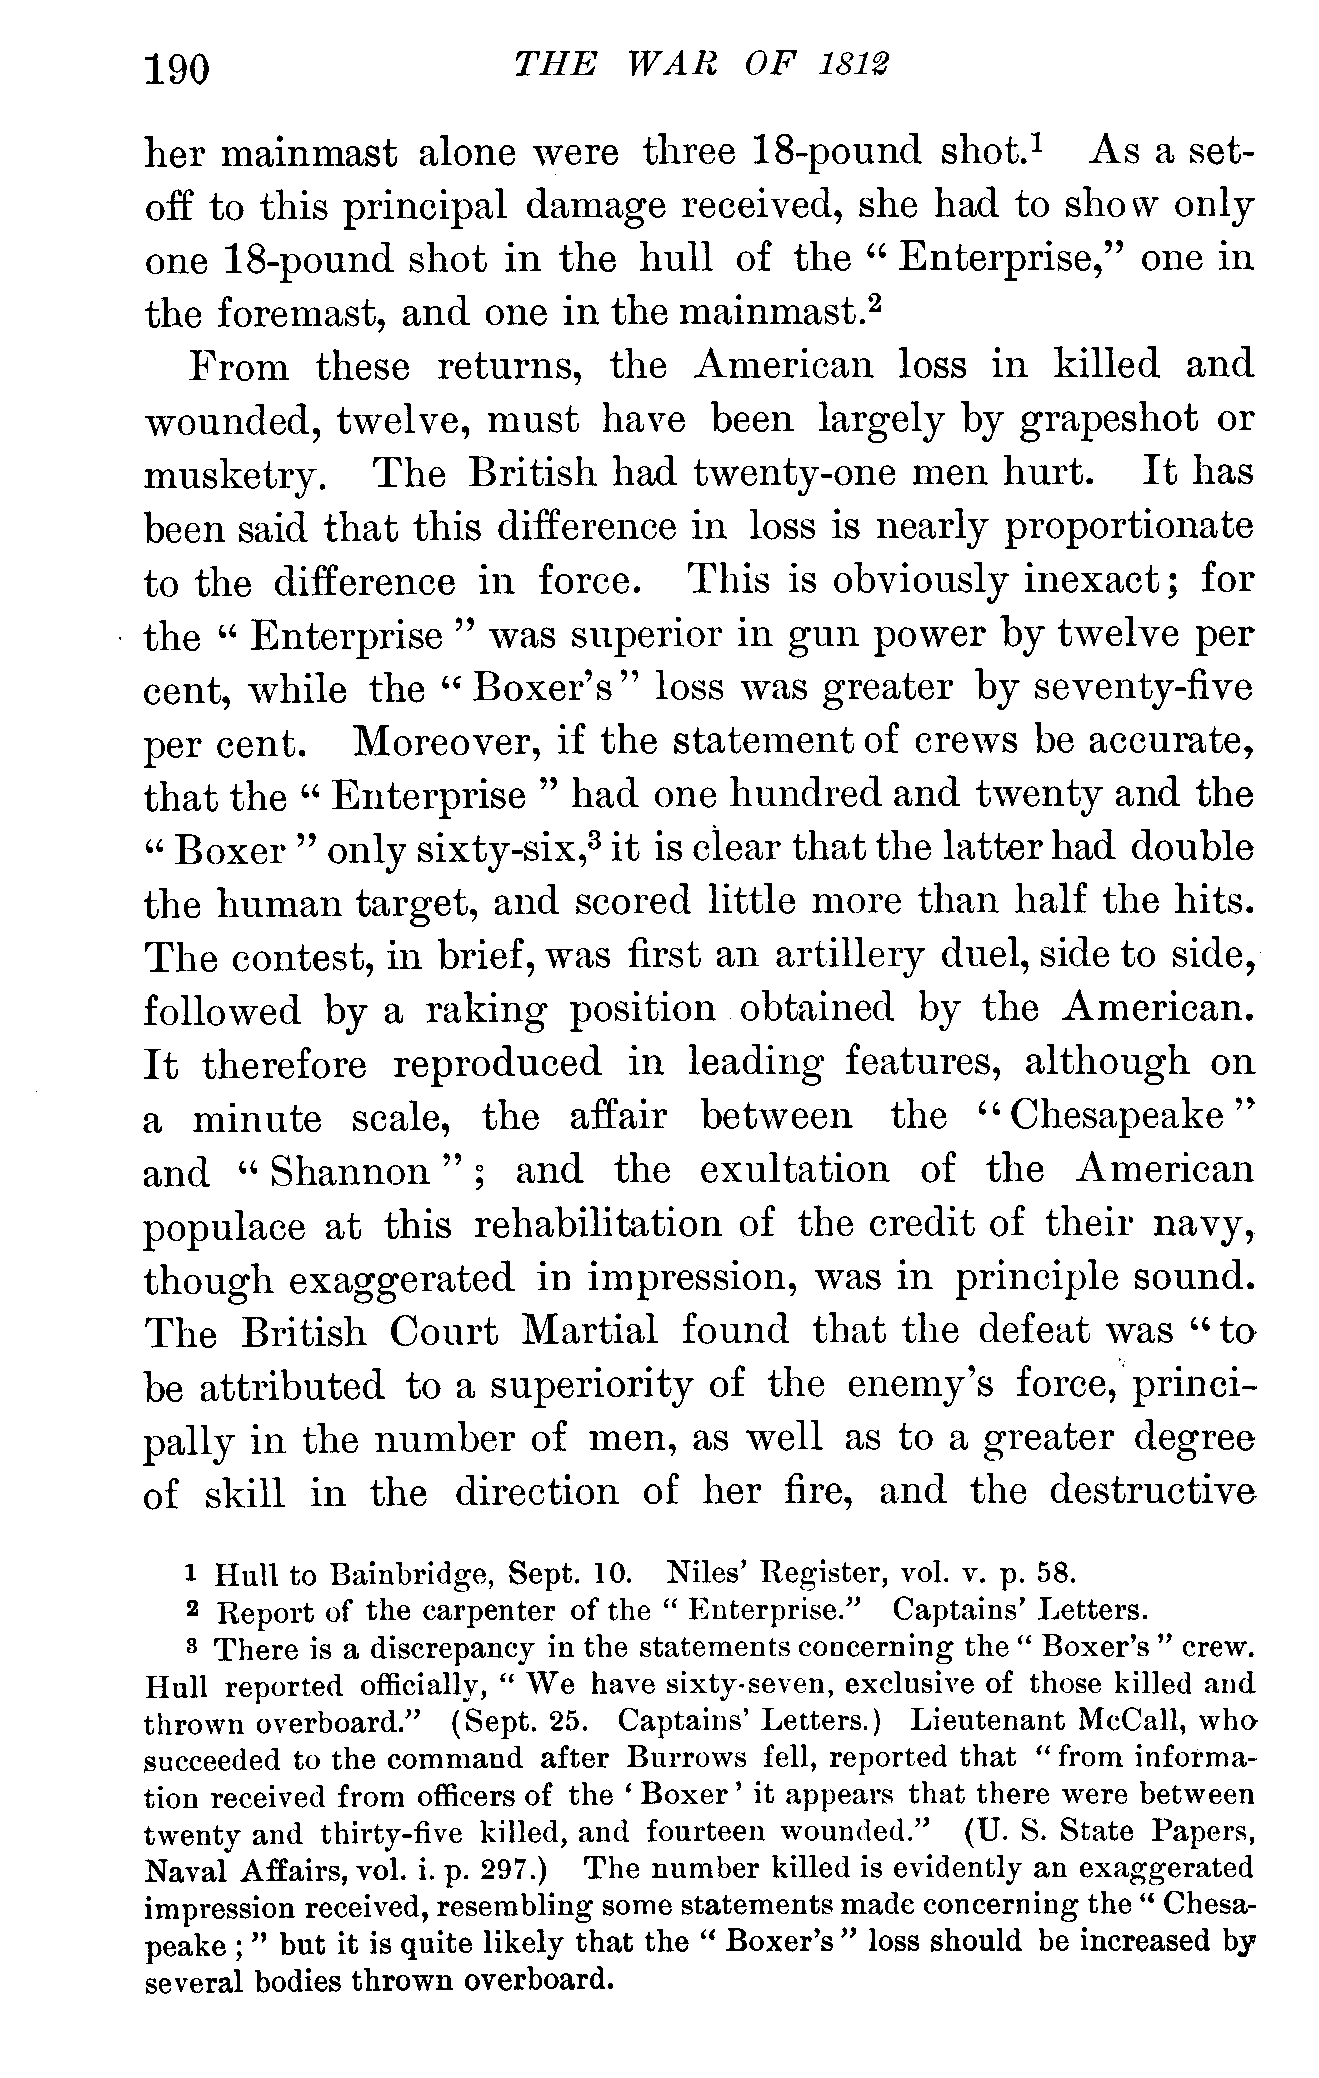 190 THE WAR OF 1812
her mainmast alone were three 18-pound shot.¹ As a set-
off to this principal damage received, she had to show only
one 18-pound shot in the hull of the “ Enterprise,” one in
the foremast, and one in the mainmast.²
From these returns, the American loss in killed and
wounded, twelve, must have been largely by grapeshot or
musketry. The British had twenty-one men hurt. It has
been said that this difference in loss is nearly proportionate
to the difference in force. This is obviously inexact; for
the “ Enterprise ” was superior in gun power by twelve per
cent, while the “ Boxer’s” loss was greater by seventy-five
per cent. Moreover, if the statement of crews be accurate,
that the “ Enterprise ” had one hundred and twenty and the
“ Boxer ” only sixty-six,³ it is clear that the latter had double
the human target, and scored little more than half the hits.
The contest, in brief, was first an artillery duel, side to side,
followed by a raking position obtained by the American.
It therefore reproduced in leading features, although on
a minute scale, the affair between the “Chesapeake”
and “ Shannon ”; and the exultation of the American
populace at this rehabilitation of the credit of their navy,
though exaggerated in impression, was in principle sound.
The British Court Martial found that the defeat was “to
be attributed to a superiority of the enemy’s force, princi-
pally in the number of men, as well as to a greater degree
of skill in the direction of her fire, and the destructive
¹ Hull to Bainbridge, Sept. 10. Niles’ Register, vol. v. p. 58.
² Report of the carpenter of the “ Enterprise.” Captains’ Letters.
³ There is a discrepancy in the statements concerning the “ Boxer’s ” crew.
Hull reported officially, “ We have sixty-seven, exclusive of those killed and
thrown overboard.” (Sept. 25. Captains’ Letters.) Lieutenant McCall, who
succeeded to the command after Burrows fell, reported that “from informa-
tion received from officers of the ‘ Boxer ’ it appears that there were between
twenty and thirty-five killed, and fourteen wounded.” (U. S. State Papers,
Naval Affairs, vol. i. p. 297.) The number killed is evidently an exaggerated
impression received, resembling some statements made concerning the “ Chesa-
peake ; ” but it is quite likely that the “ Boxer’s ” loss should be increased by
several bodies thrown overboard.